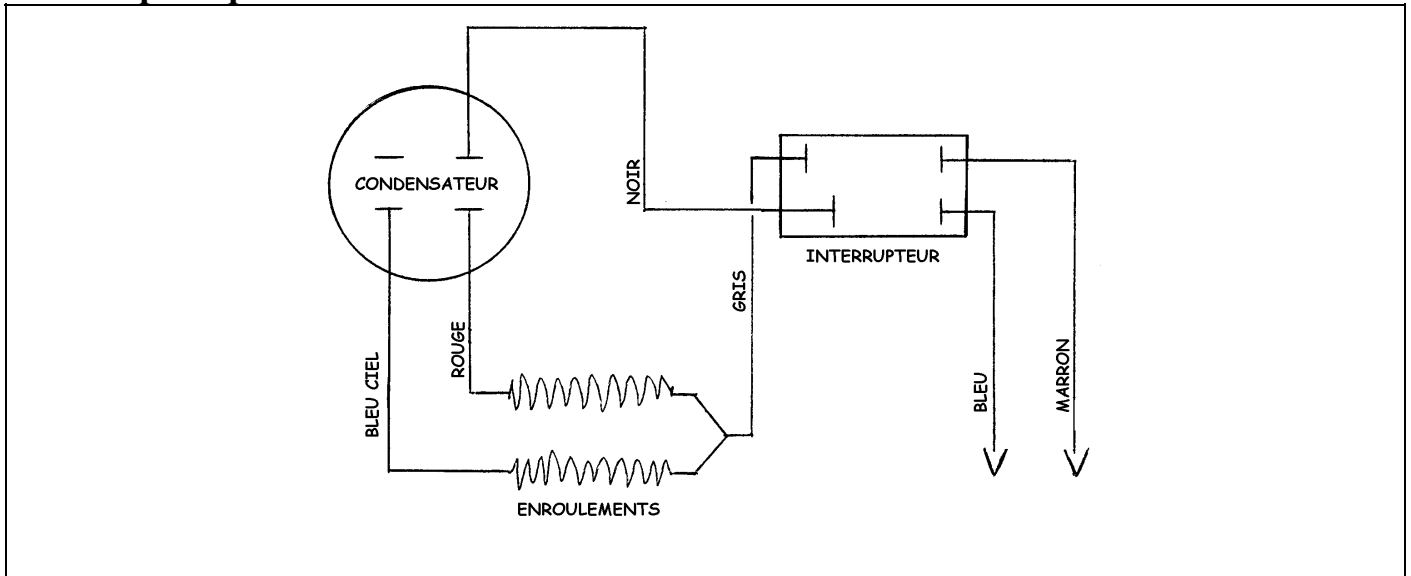 CONDENSATEUR
NOIR
INTERRUPTEUR
GRIS
ROUGE
BLEU CIEL
BLEU
MARRON
ENROULEMENTS